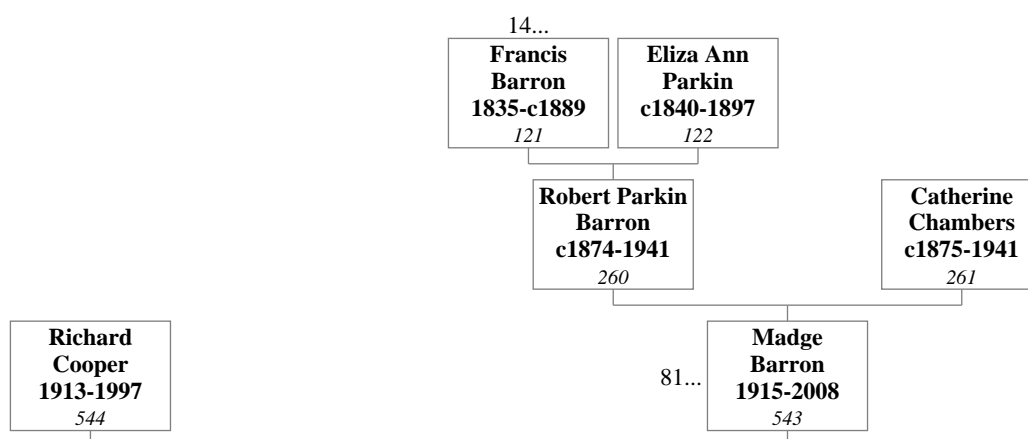 14...
Francis
Barron
1835-c1889
121
Eliza Ann
Parkin
c1840-1897
122
Robert Parkin
Barron
c1874-1941
260
Catherine
Chambers
c1875-1941
261
Richard
Cooper
1913-1997
544
81...
Madge
Barron
1915-2008
543